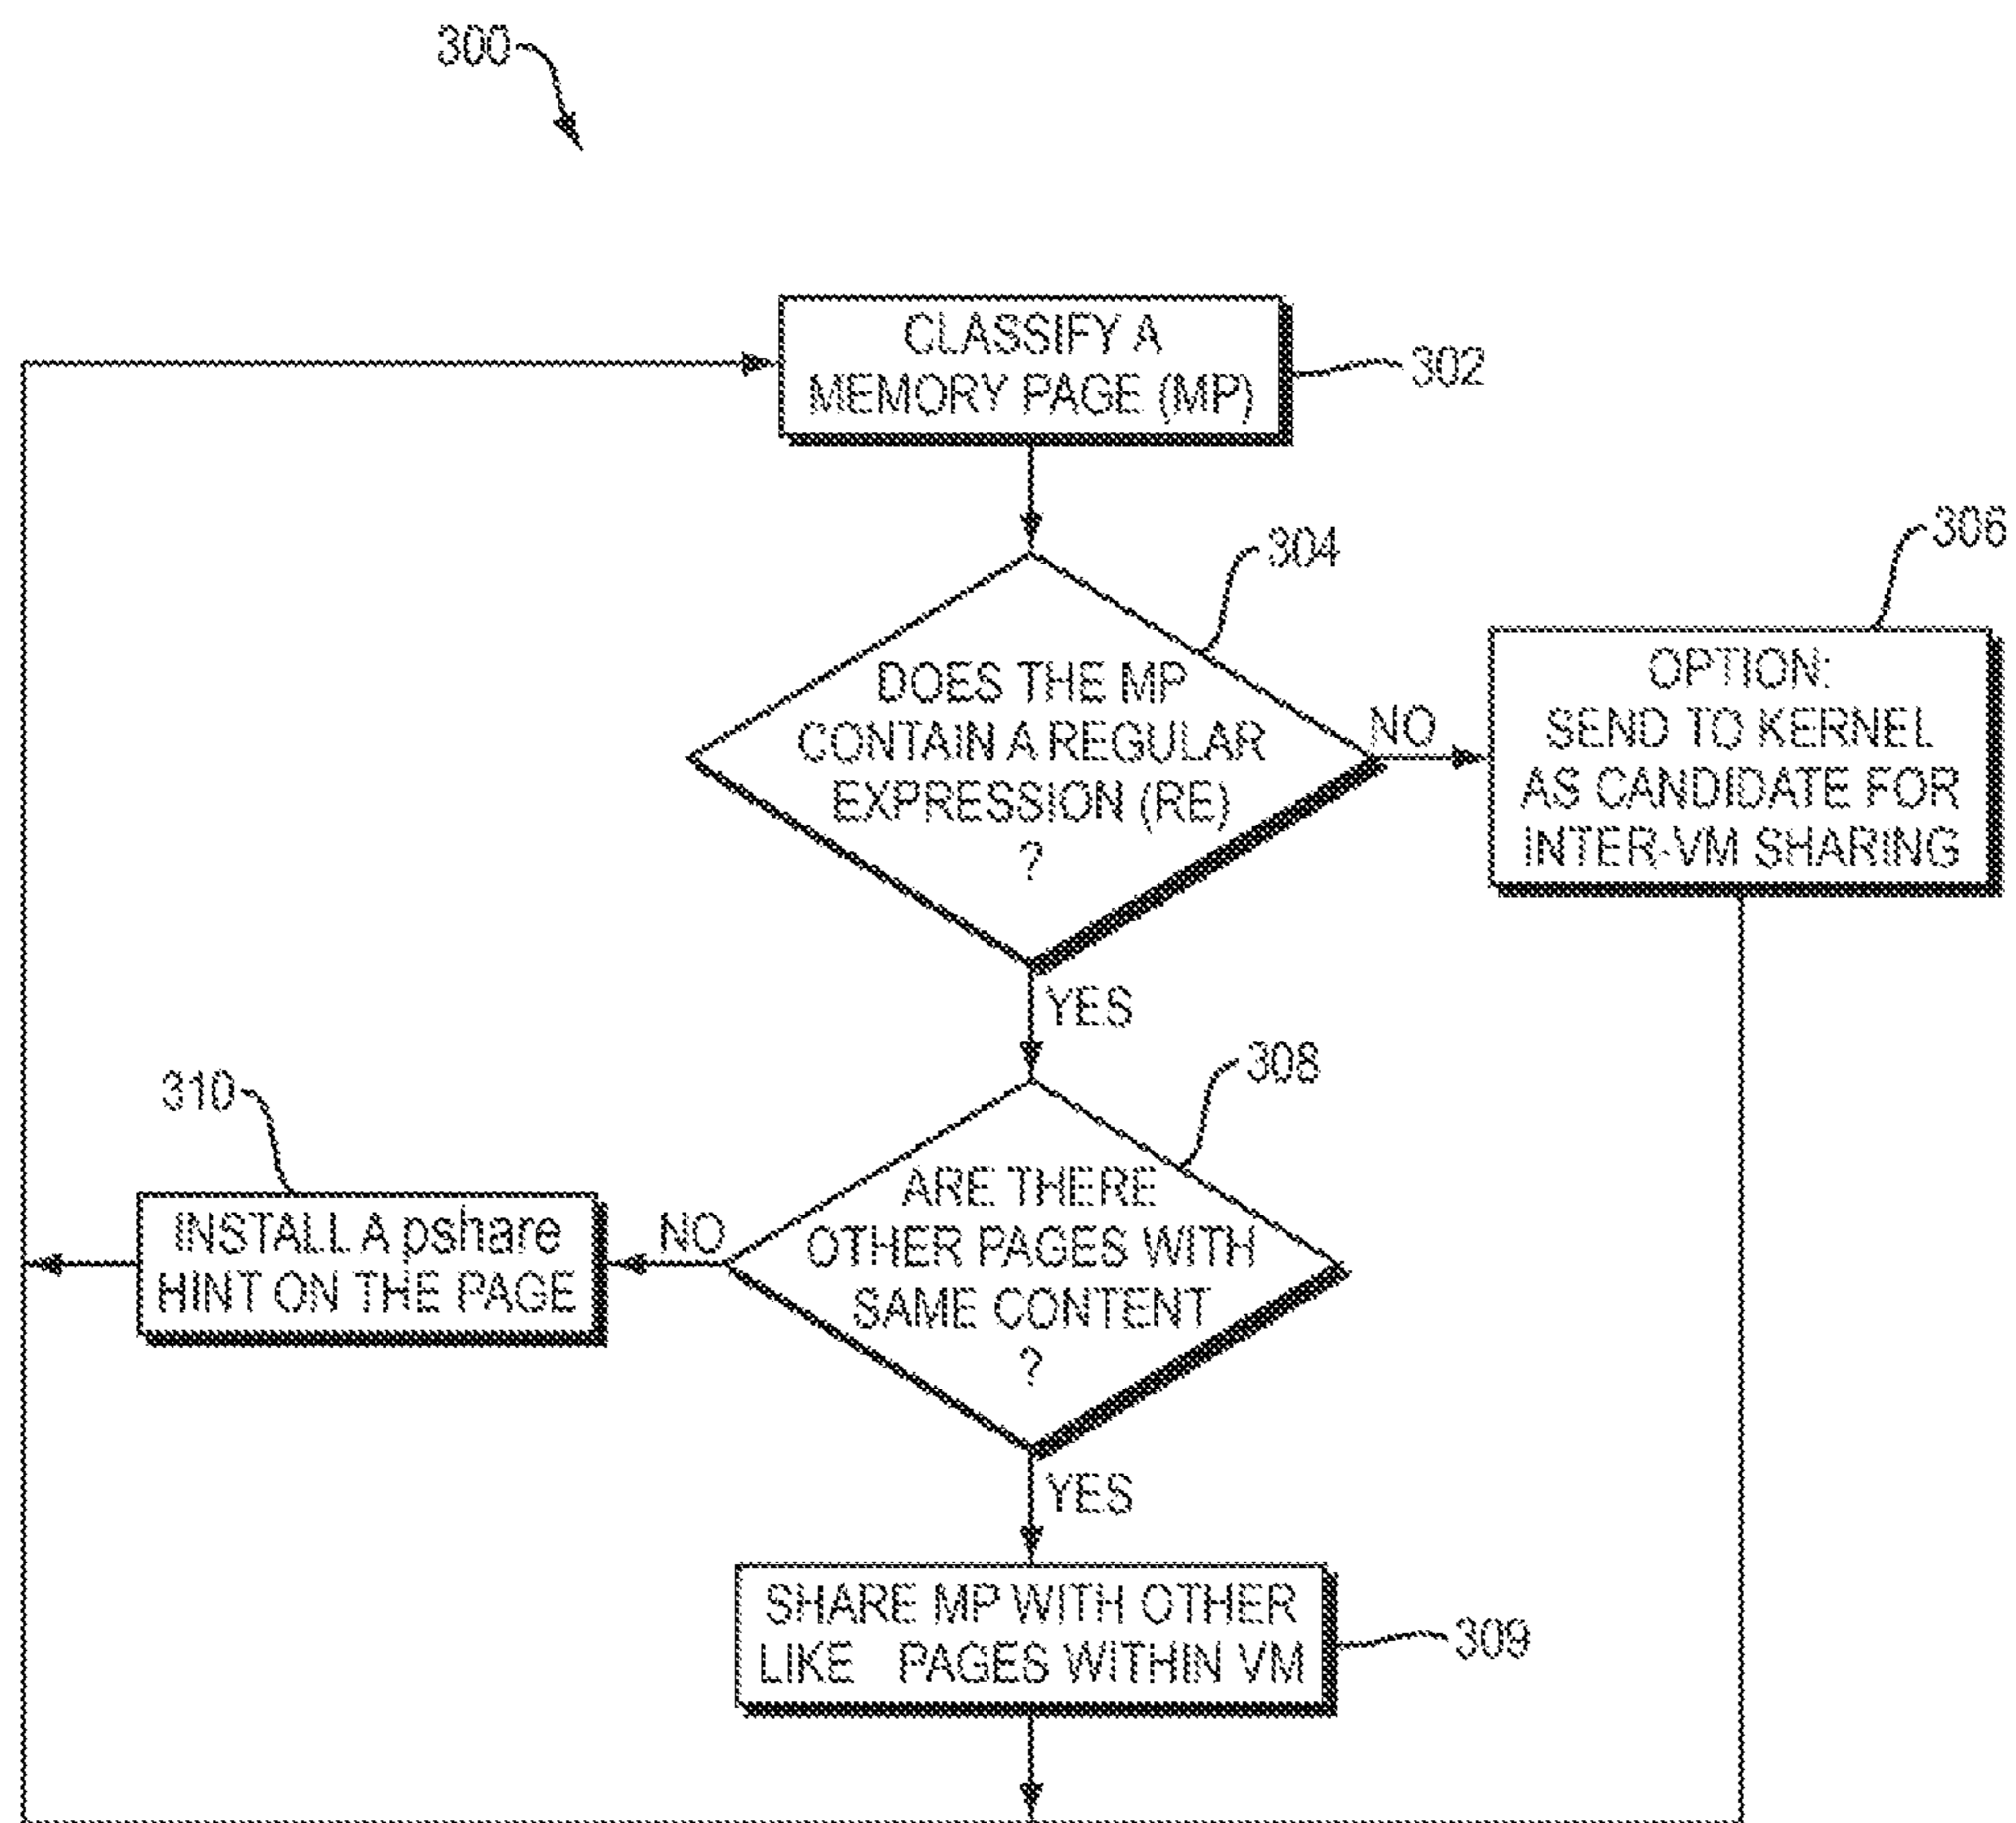 300
CLASSIFY A
MEMORY PAGE (MP)
302
304
DOES THE MP
CONTAIN A REGULAR
EXPRESSION (RE)
?
NO
306
OPTION:
SEND TO KERNEL
AS CANDIDATE FOR
INTER-VM SHARING
YES
308
ARE THERE
OTHER PAGES WITH
SAME CONTENT
?
NO
310
INSTALL A pshare
HINT ON THE PAGE
YES
SHARE MP WITH OTHER
LIKE PAGES WITHIN VM
309